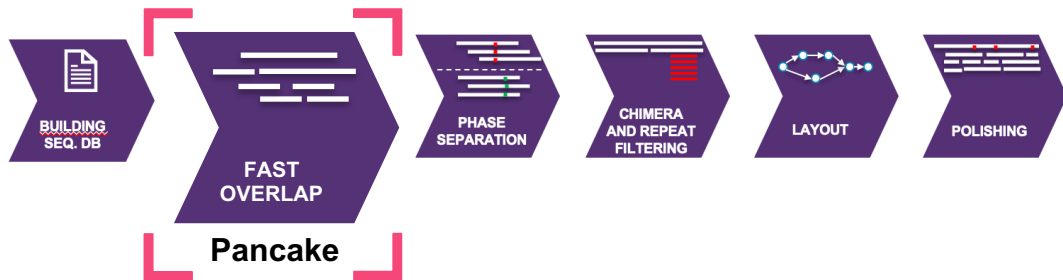 BUILDING
SEQ. DB
FAST
OVERLAP
Pancake
PHASE
SEPARATION
CHIMERA
AND REPEAT
FILTERING
LAYOUT
POLISHING